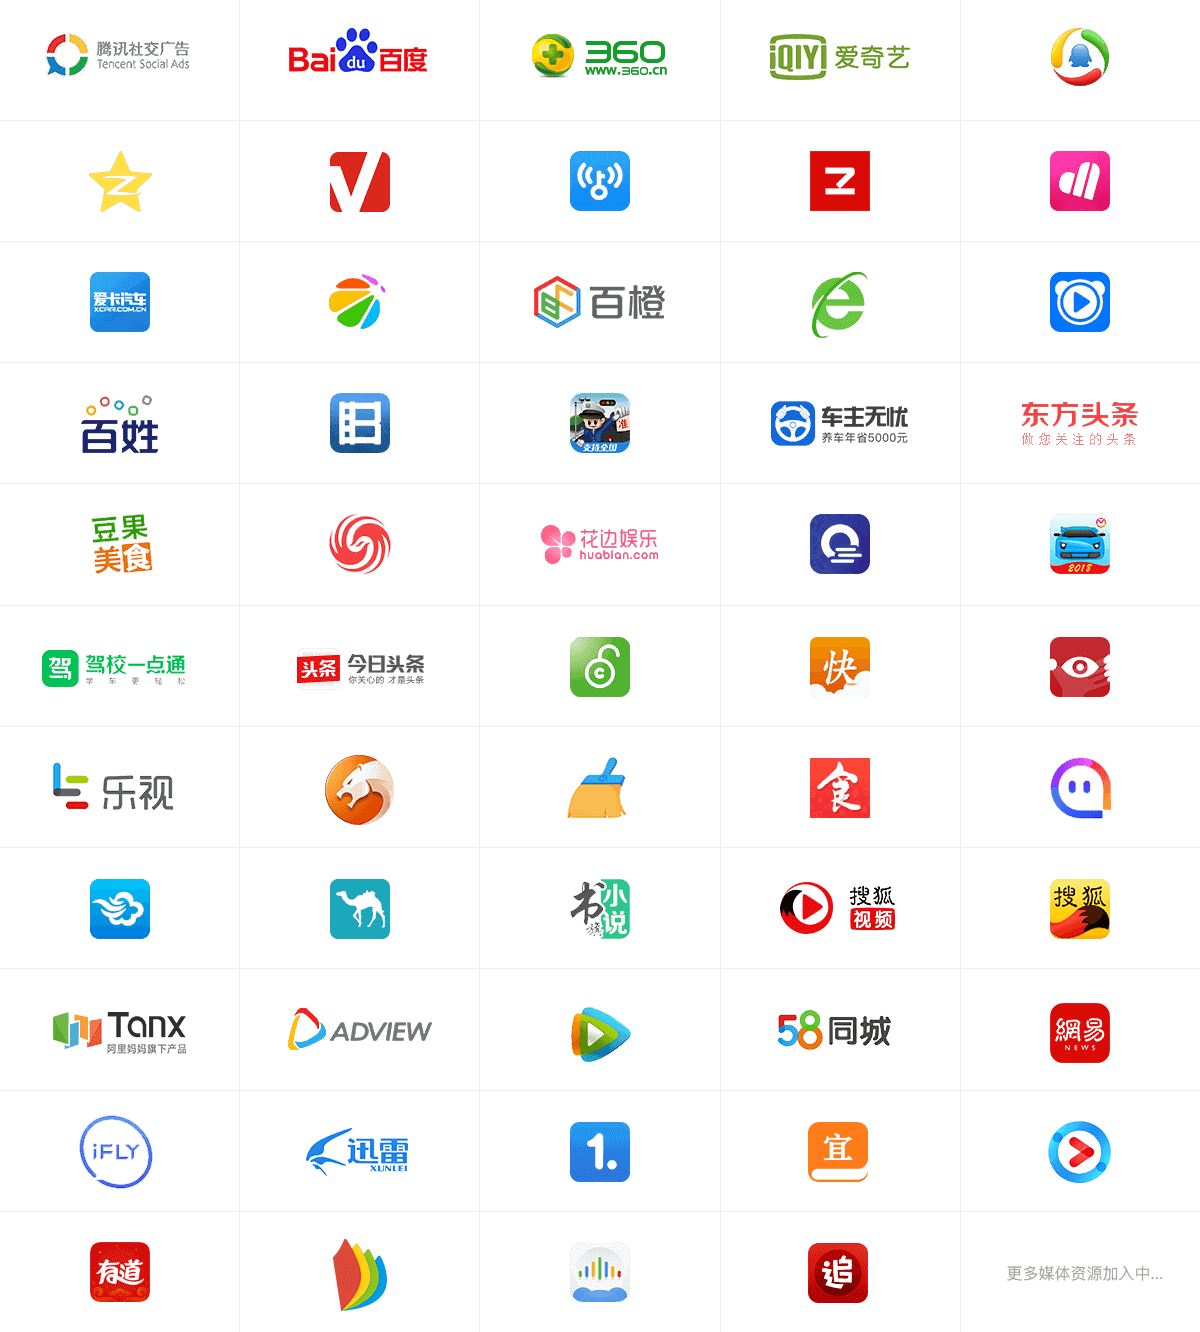 腾讯社交广告
Tencent Social Ads
Bai du 百度
360
www.360.cn
iQIYI 爱奇艺
爱卡汽车
XCAR.COM.CN
百橙
百姓
支持全国
准
车主无忧
养车年省5000元
东方头条
做您关注的头条
豆果
美食
花边娱乐
huabian.com
2018
驾 驾校一点通
学车更轻松
头条 今日头条
你关心的 才是头条
快
乐视
食
书旗
小说
搜狐
视频
搜狐
Tanx
阿里妈妈旗下产品
ADVIEW
58同城
網易
NEWS
iFLY
迅雷
XUNLEI
1.
宜
有道
追
更多媒体资源加入中...